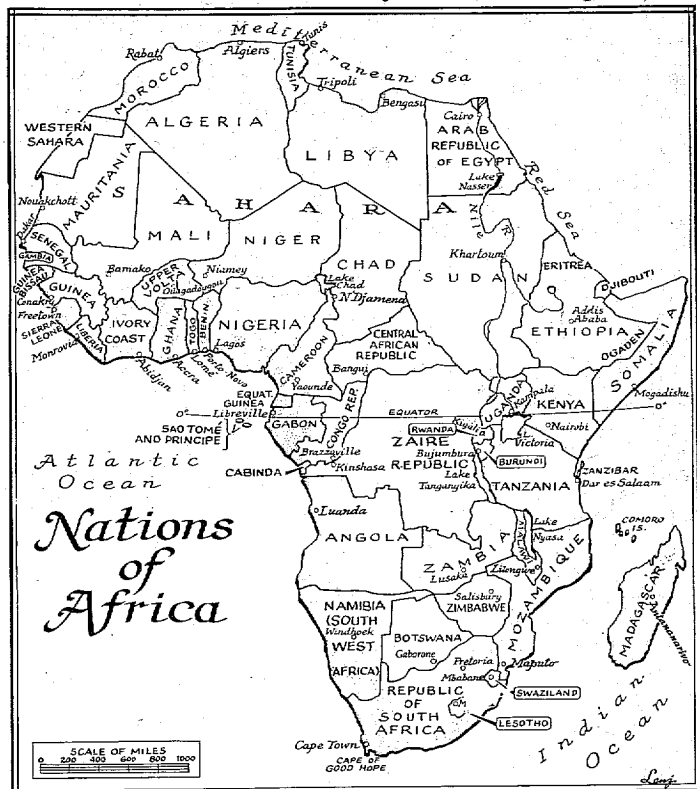 Mediterranean Sea
Tunis
Rabat
Algiers
TUNISIA
MOROCCO
Tripoli
Bengasu
Cairo
WESTERN
SAHARA
ALGERIA
LIBYA
ARAB
REPUBLIC
OF EGYPT
Lake
Nasser
Red Sea
MAURITANIA
Nouakchott
SAHARA
Nile R.
MALI
NIGER
CHAD
SUDAN
Khartoum
ERITREA
DJIBOUTI
Dakar
SENEGAL
GAMBIA
GUINEA
BISSAU
GUINEA
Bamako
UPPER
VOLTA
Ouagadougou
Niamey
Lake
Chad
N'Djamena
Addis
Ababa
ETHIOPIA
OGADEN
SOMALIA
Conakry
Freetown
SIERRA
LEONE
LIBERIA
Monrovia
IVORY
COAST
GHANA
TOGO
BENIN
NIGERIA
Lagos
Porto Novo
Lomé
Accra
Abidjan
CAMEROON
Yaounde
CENTRAL
AFRICAN
REPUBLIC
Bangui
EQUAT.
GUINEA
Libreville
0°
EQUATOR
0°
SAO TOMÉ
AND PRINCIPE
GABON
CONGO REP.
Brazzaville
Kinshasa
CABINDA
UGANDA
Kampala
KENYA
Nairobi
Mogadishu
RWANDA
Kigali
L.
Victoria
ZAIRE
REPUBLIC
Bujumbura
BURUNDI
Lake
Tanganyika
TANZANIA
ZANZIBAR
Dar es Salaam
Atlantic
Ocean
Nations
of
Africa
Luanda
ANGOLA
ZAMBIA
Lusaka
MALAWI
Lake
Nyasa
Lilongwe
COMORO
IS.
MOZAMBIQUE
MADAGASCAR
Antananarivo
Salisbury
ZIMBABWE
NAMIBIA
(SOUTH
WEST
AFRICA)
Windhoek
BOTSWANA
Gaborone
Pretoria
Maputo
Mbabane
SWAZILAND
REPUBLIC
OF
SOUTH
AFRICA
M
LESOTHO
Cape Town
CAPE OF
GOOD HOPE
Indian
Ocean
SCALE OF MILES
0 200 400 600 800 1000
Lenz